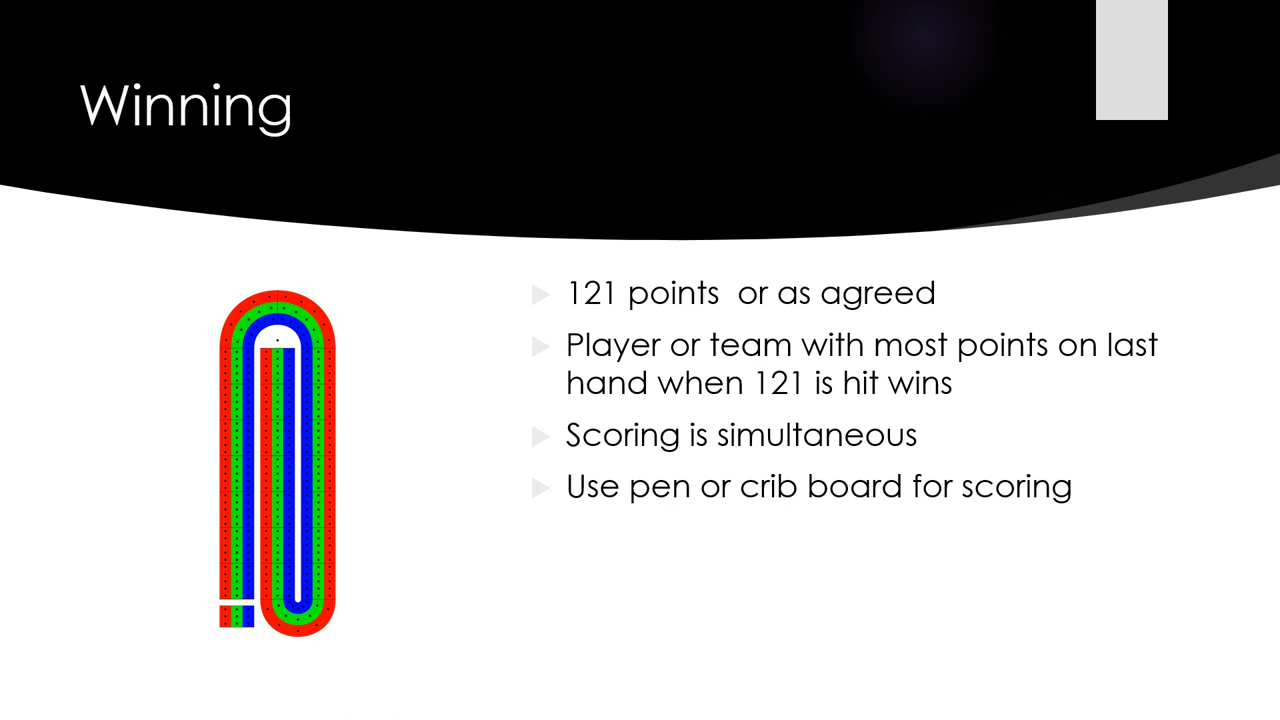 Winning
121 points  or as agreed
Player or team with most points on last
hand when 121 is hit wins
Scoring is simultaneous
Use pen or crib board for scoring